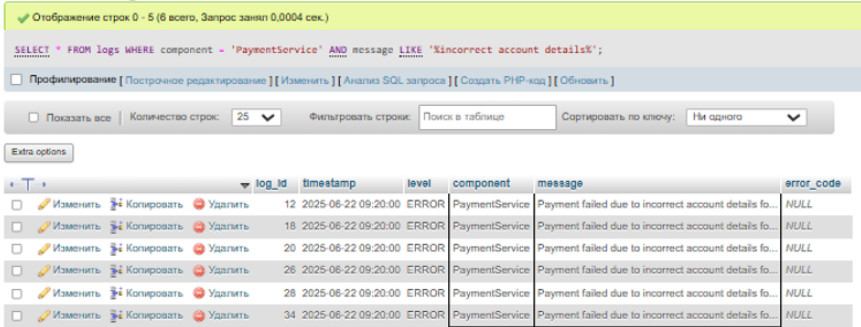 Отображение строк 0 - 5 (6 всего, Запрос занял 0,0004 сек.)
SELECT * FROM logs WHERE component = 'PaymentService' AND message LIKE '%incorrect account details%';
Профилирование [ Построчное редактирование ] [ Изменить ] [ Анализ SQL запроса ] [ Создать PHP-код ] [ Обновить ]
Показать все | Количество строк: 25 Фильтровать строки: Поиск в таблице Сортировать по ключу: Ни одного
Extra options
log_id timestamp level component message error_code
Изменить Копировать Удалить 12 2025-06-22 09:20:00 ERROR PaymentService Payment failed due to incorrect account details fo... NULL
Изменить Копировать Удалить 18 2025-06-22 09:20:00 ERROR PaymentService Payment failed due to incorrect account details fo... NULL
Изменить Копировать Удалить 20 2025-06-22 09:20:00 ERROR PaymentService Payment failed due to incorrect account details fo... NULL
Изменить Копировать Удалить 26 2025-06-22 09:20:00 ERROR PaymentService Payment failed due to incorrect account details fo... NULL
Изменить Копировать Удалить 28 2025-06-22 09:20:00 ERROR PaymentService Payment failed due to incorrect account details fo... NULL
Изменить Копировать Удалить 34 2025-06-22 09:20:00 ERROR PaymentService Payment failed due to incorrect account details fo... NULL